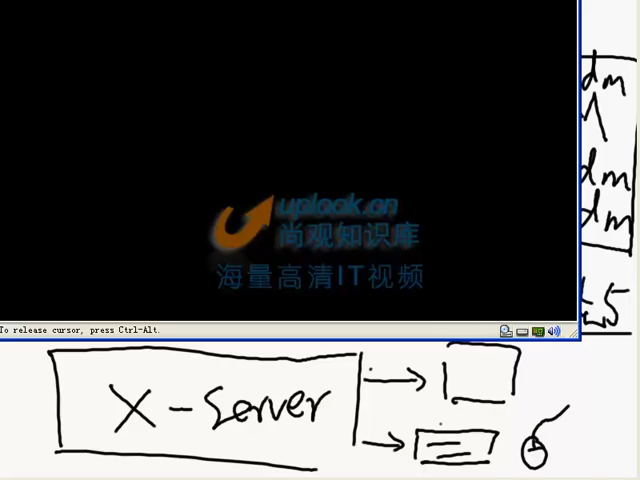 dm
dm
dm
uplook.cn
尚观知识库
海量高清IT视频
5
To release cursor, press Ctrl-Alt.
X-Server